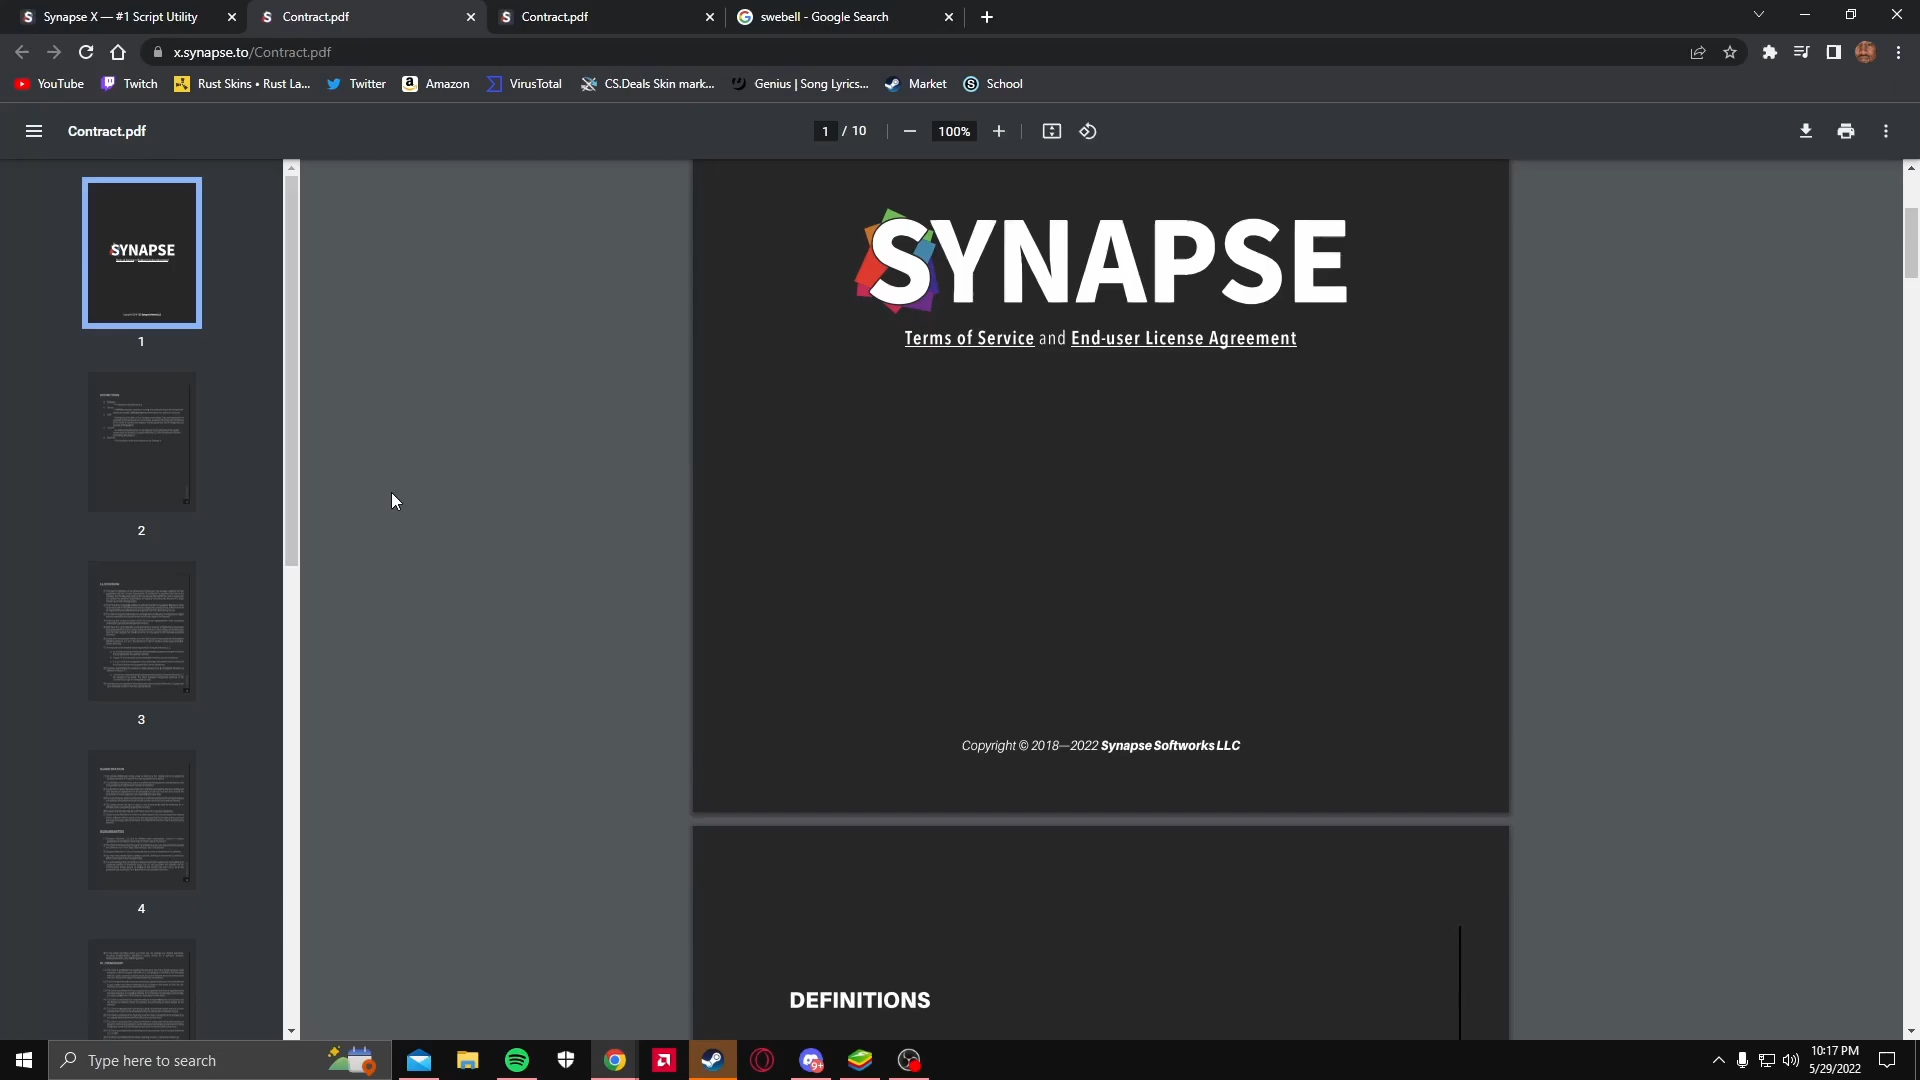 Synapse X — #1 Script Utility
Contract.pdf
Contract.pdf
swebell - Google Search
x.synapse.to/Contract.pdf
YouTube
Twitch
Rust Skins • Rust La...
Twitter
Amazon
VirusTotal
CS.Deals Skin mark...
Genius | Song Lyrics...
Market
School
Contract.pdf
1 / 10
100%
SYNAPSE
1
2
3
4
SYNAPSE
Terms of Service and End-user License Agreement
Copyright © 2018—2022 Synapse Softworks LLC
DEFINITIONS
Type here to search
9+
10:17 PM
5/29/2022